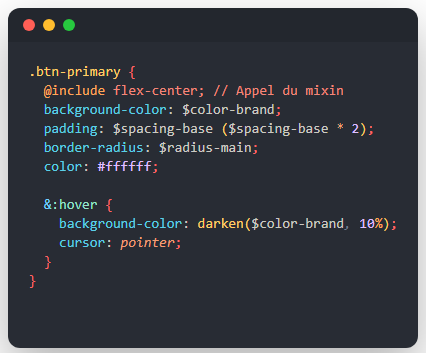 .btn-primary {
  @include flex-center; // Appel du mixin
  background-color: $color-brand;
  padding: $spacing-base ($spacing-base * 2);
  border-radius: $radius-main;
  color: #ffffff;

  &:hover {
    background-color: darken($color-brand, 10%);
    cursor: pointer;
  }
}